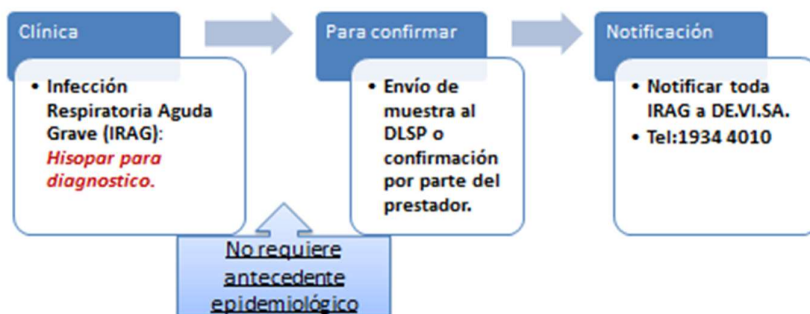 Clínica
• Infección
Respiratoria Aguda
Grave (IRAG):
Hisopar para
diagnostico.
Para confirmar
• Envío de
muestra al
DLSP o
confirmación
por parte del
prestador.
Notificación
• Notificar toda
IRAG a DE.VI.SA.
• Tel:1934 4010
No requiere
antecedente
epidemiológico